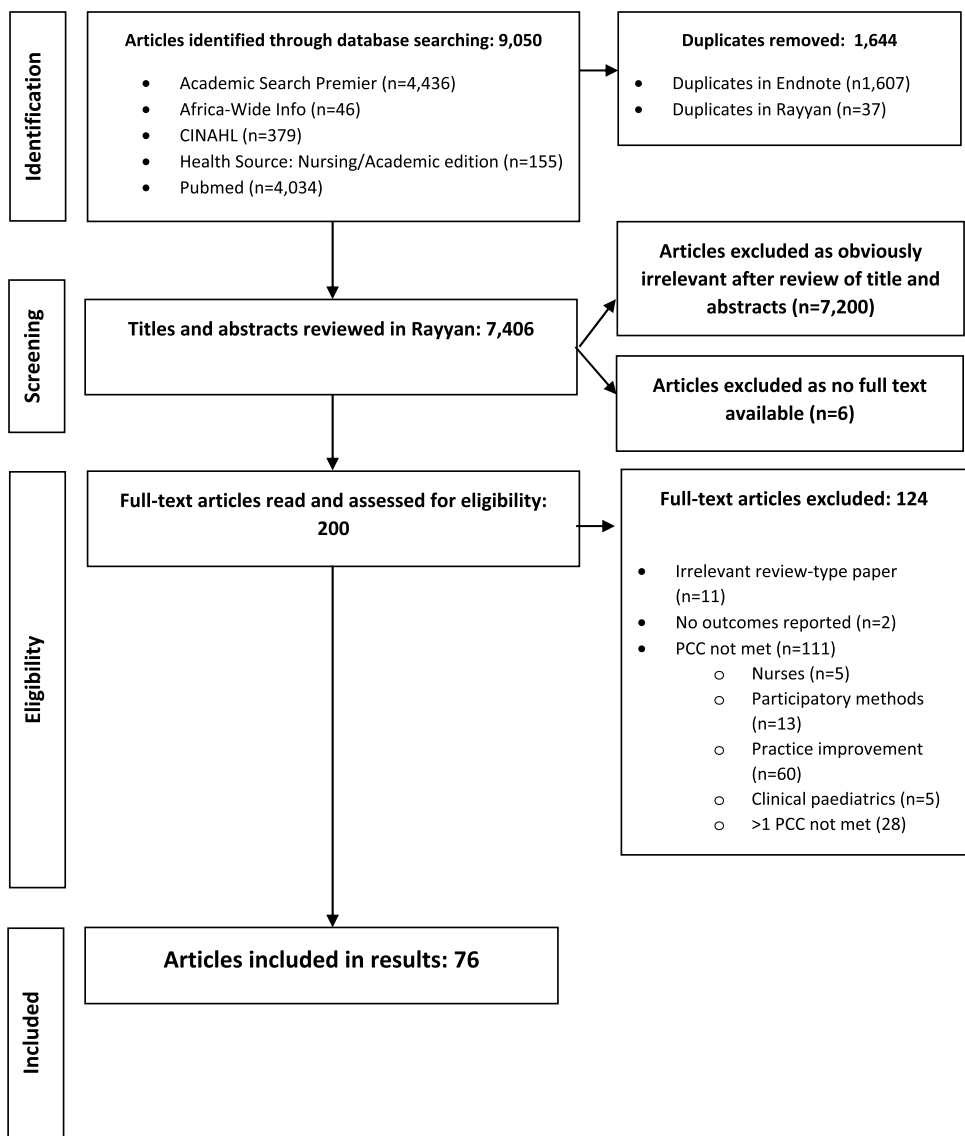 Identification
Articles identified through database searching: 9,050
• Academic Search Premier (n=4,436)
• Africa-Wide Info (n=46)
• CINAHL (n=379)
• Health Source: Nursing/Academic edition (n=155)
• Pubmed (n=4,034)
Duplicates removed: 1,644
• Duplicates in Endnote (n1,607)
• Duplicates in Rayyan (n=37)
Screening
Titles and abstracts reviewed in Rayyan: 7,406
Articles excluded as obviously
irrelevant after review of title and
abstracts (n=7,200)
Articles excluded as no full text
available (n=6)
Eligibility
Full-text articles read and assessed for eligibility:
200
Full-text articles excluded: 124
• Irrelevant review-type paper
(n=11)
• No outcomes reported (n=2)
• PCC not met (n=111)
o Nurses (n=5)
o Participatory methods
(n=13)
o Practice improvement
(n=60)
o Clinical paediatrics (n=5)
o >1 PCC not met (28)
Included
Articles included in results: 76